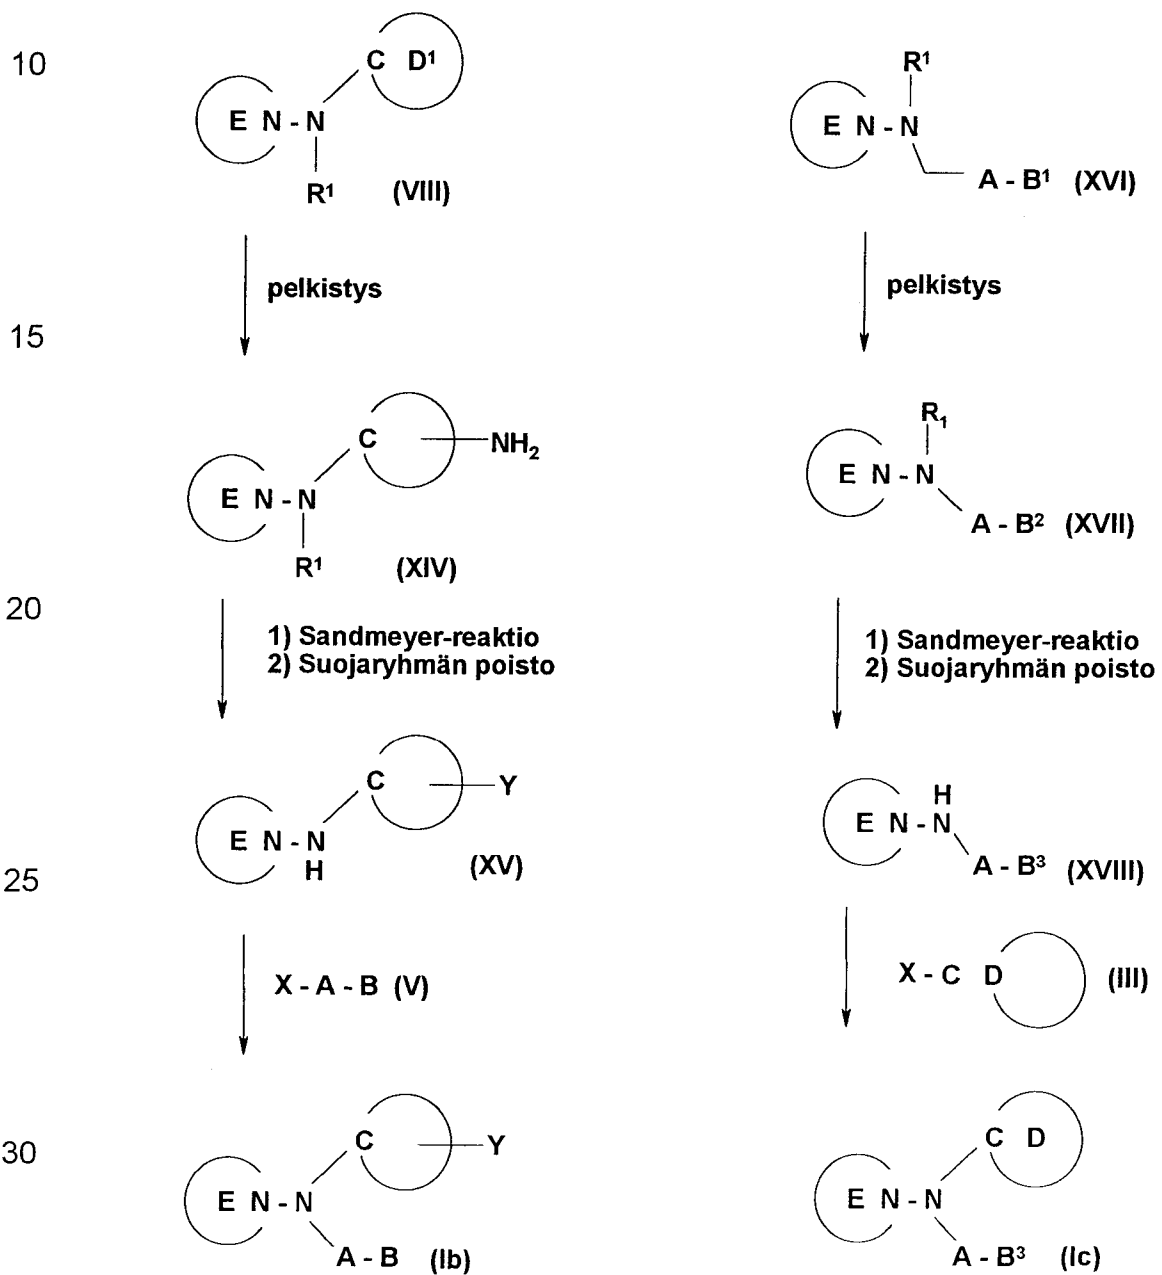 10
C D¹
E N - N
R¹ (VIII)
R¹
E N - N
A - B¹ (XVI)
pelkistys
pelkistys
15
C NH₂
E N - N
R¹ (XIV)
R₁
E N - N
A - B² (XVII)
20
1) Sandmeyer-reaktio
2) Suojaryhmän poisto
1) Sandmeyer-reaktio
2) Suojaryhmän poisto
C Y
E N - N
H
(XV)
H
E N - N
A - B³ (XVIII)
25
X - A - B (V)
X - C D (III)
30
C Y
E N - N
A - B (Ib)
C D
E N - N
A - B³ (Ic)